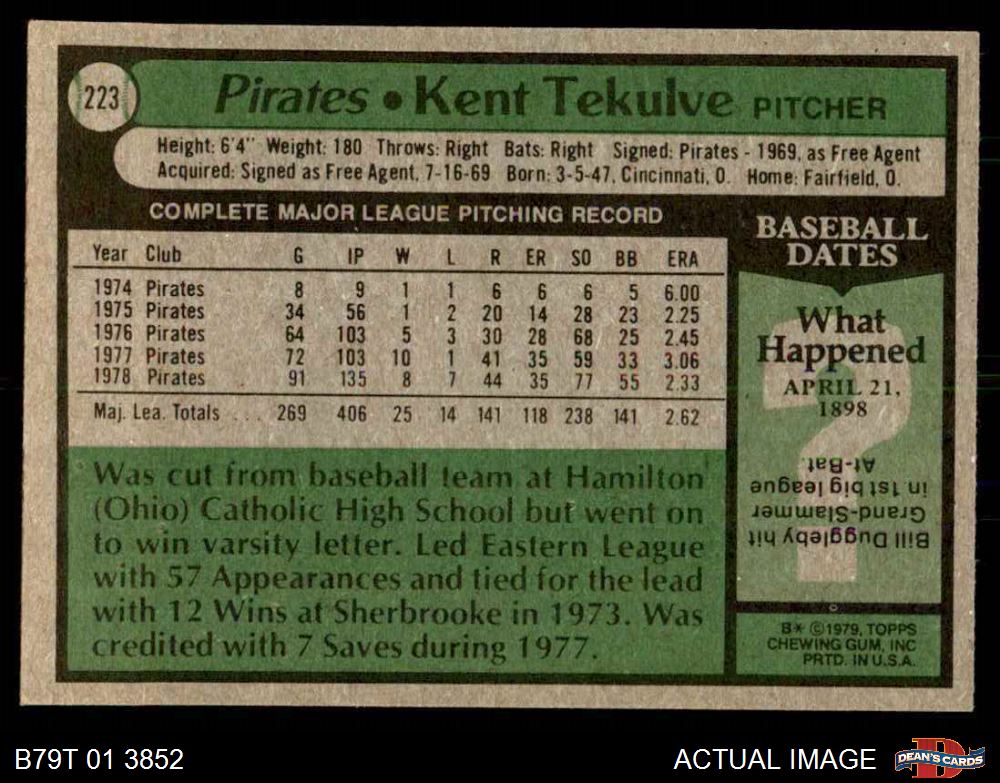 223
Pirates • Kent Tekulve PITCHER
Height: 6'4" Weight: 180 Throws: Right Bats: Right Signed: Pirates - 1969, as Free Agent
Acquired: Signed as Free Agent, 7-16-69 Born: 3-5-47, Cincinnati, O. Home: Fairfield, O.
COMPLETE MAJOR LEAGUE PITCHING RECORD
Year Club G IP W L R ER SO BB ERA
1974 Pirates 8 9 1 1 6 6 6 5 6.00
1975 Pirates 34 56 1 2 20 14 28 23 2.25
1976 Pirates 64 103 5 3 30 28 68 25 2.45
1977 Pirates 72 103 10 1 41 35 59 33 3.06
1978 Pirates 91 135 8 7 44 35 77 55 2.33
Maj. Lea. Totals ... 269 406 25 14 141 118 238 141 2.62
Was cut from baseball team at Hamilton
(Ohio) Catholic High School but went on
to win varsity letter. Led Eastern League
with 57 Appearances and tied for the lead
with 12 Wins at Sherbrooke in 1973. Was
credited with 7 Saves during 1977.
BASEBALL
DATES
What
Happened
APRIL 21,
1898
?
Bill Duggleby hit
Grand-Slammer
in 1st big league
At-Bat.
B* ©1979, TOPPS
CHEWING GUM, INC
PRTD. IN U.S.A.
B79T 01 3852
ACTUAL IMAGE
D
DEAN'S CARDS